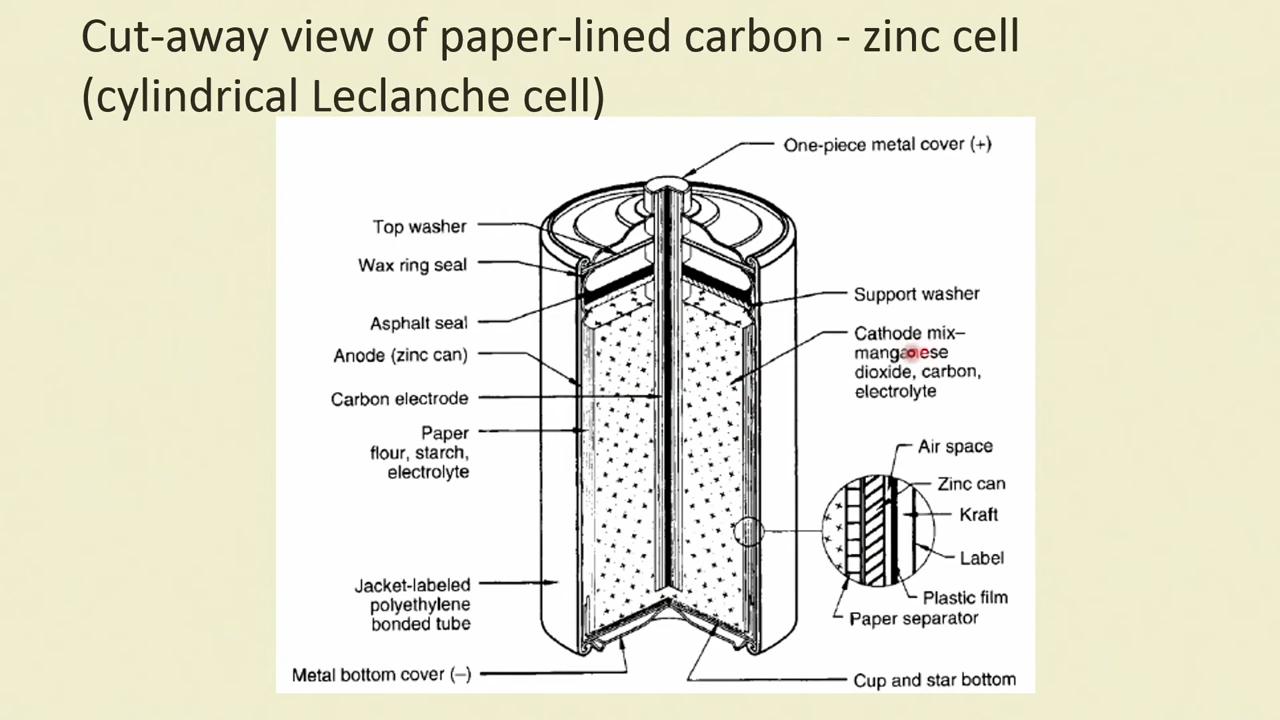 Cut-away view of paper-lined carbon - zinc cell
(cylindrical Leclanche cell)
One-piece metal cover (+)
Top washer
Wax ring seal
Asphalt seal
Anode (zinc can)
Carbon electrode
Paper
flour, starch,
electrolyte
Jacket-labeled
polyethylene
bonded tube
Metal bottom cover (–)
Support washer
Cathode mix–
manganese
dioxide, carbon,
electrolyte
Air space
Zinc can
Kraft
Label
Plastic film
Paper separator
Cup and star bottom